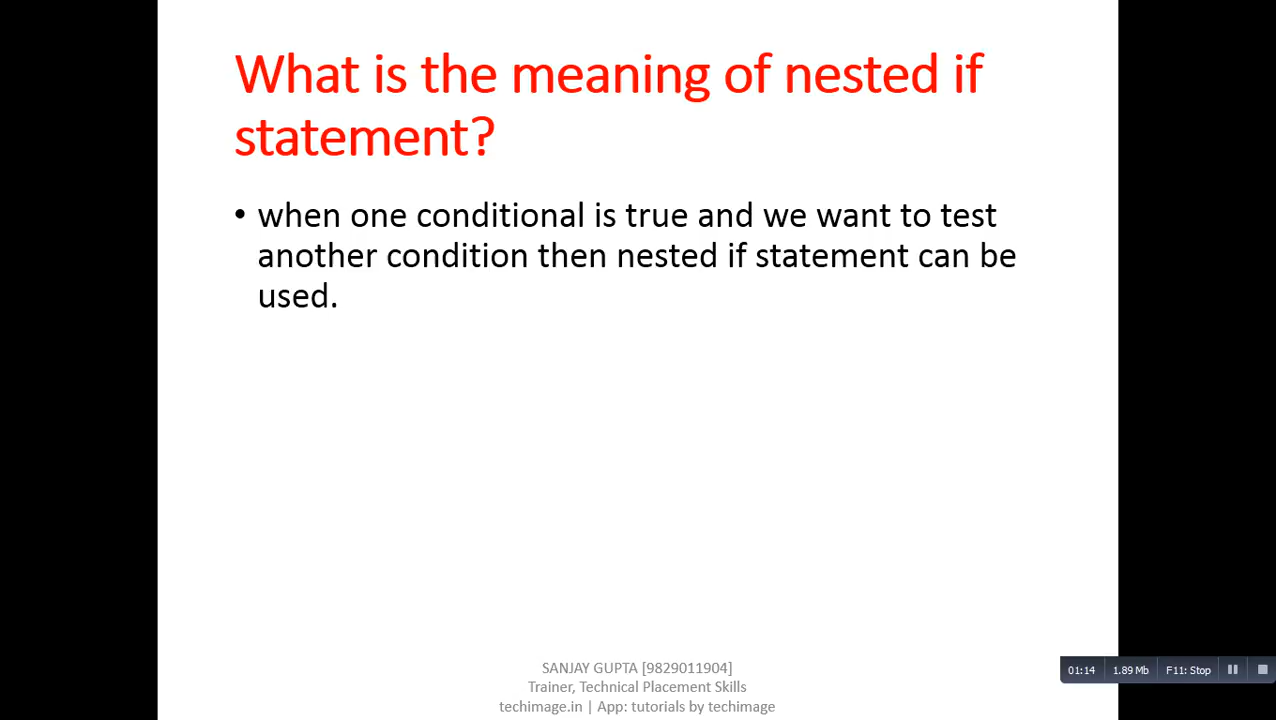 What is the meaning of nested if
statement?
• when one conditional is true and we want to test
another condition then nested if statement can be
used.
SANJAY GUPTA [9829011904]
Trainer, Technical Placement Skills
techimage.in | App: tutorials by techimage
01:14 1.89 Mb F11: Stop